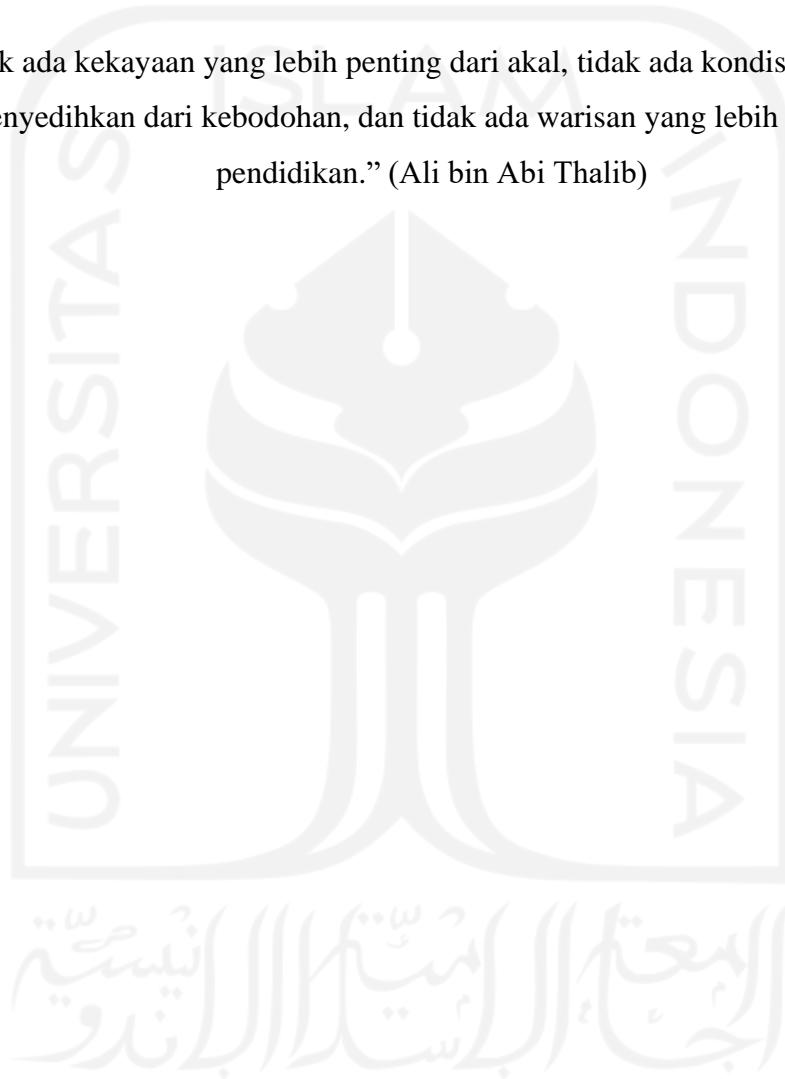 k ada kekayaan yang lebih penting dari akal, tidak ada kondis
enyedihkan dari kebodohan, dan tidak ada warisan yang lebih
pendidikan.” (Ali bin Abi Thalib)
ISLAM
UNIVERSITAS
INDONESIA